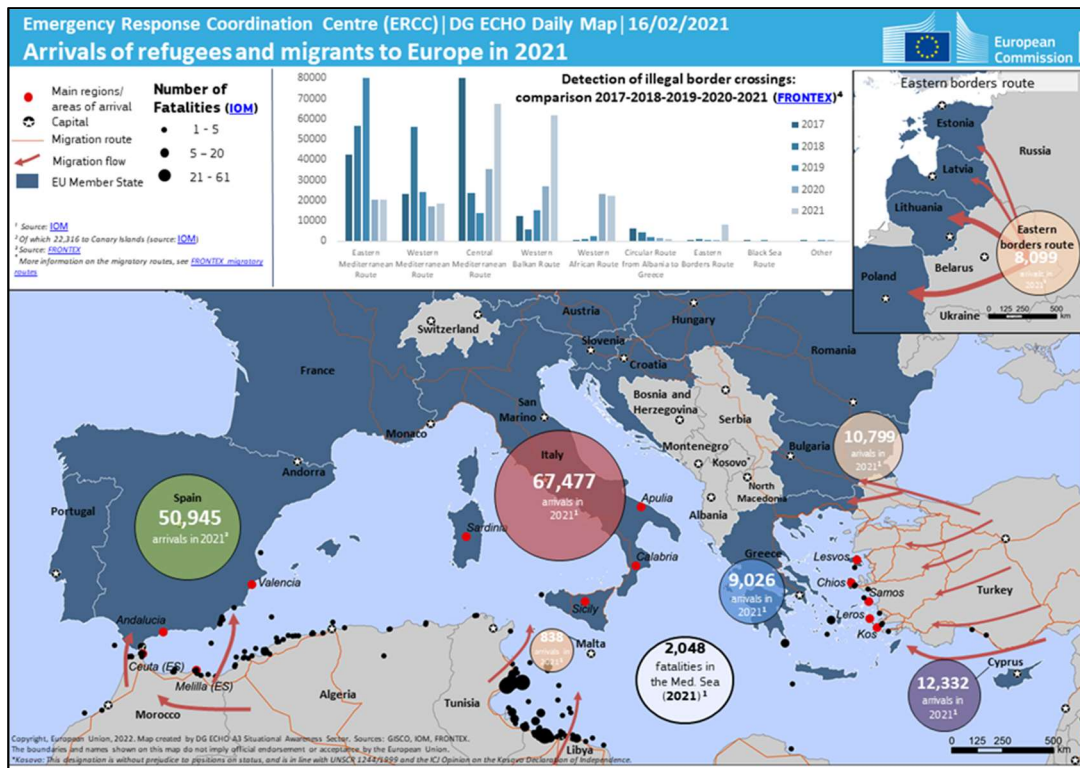 Emergency Response Coordination Centre (ERCC) | DG ECHO Daily Map | 16/02/2021
Arrivals of refugees and migrants to Europe in 2021
European
Commission
Main regions/
areas of arrival
Capital
Migration route
Migration flow
EU Member State
Number of
Fatalities (IOM)
1 - 5
5 – 20
21 - 61
¹ Source: IOM
² Of which 22,316 to Canary Islands (source: IOM)
³ Source: FRONTEX
More information on the migratory routes, see FRONTEX migratory
routes
Detection of illegal border crossings:
comparison 2017-2018-2019-2020-2021 (FRONTEX)⁴
80000
70000
60000
50000
40000
30000
20000
10000
0
2017
2018
2019
2020
2021
Eastern
Mediterranean
Route
Western
Mediterranean
Route
Central
Mediterranean
Route
Western
Balkan Route
Western
African Route
Circular Route
from Albania to
Greece
Eastern
Borders Route
Black Sea
Route
Other
Eastern borders route
Estonia
Russia
Latvia
Lithuania
Eastern
borders route
8,099
arrivals in
2021
Belarus
Poland
Ukraine
0 125 250 500
km
Austria
Switzerland
Hungary
Slovenia
Croatia
Romania
France
San
Marino
Bosnia and
Herzegovina
Serbia
Monaco
Montenegro
Kosovo*
Bulgaria
10,799
arrivals in
2021¹
Andorra
Italy
67,477
arrivals in
2021¹
North
Macedonia
Albania
Spain
50,945
arrivals in 2021²
Portugal
Apulia
Sardinia
Calabria
Greece
9,026
arrivals in
2021¹
Lesvos
Chios
Samos
Turkey
Leros
Kos
Valencia
Andalucia
Sicily
Ceuta (ES)
Melilla (ES)
838
arrivals in
2021
Malta
2,048
fatalities in
the Med. Sea
(2021) ¹
Cyprus
12,332
arrivals in
2021¹
Morocco
Algeria
Tunisia
Libya
0 125 250 500
km
Copyright, European Union, 2022. Map created by DG ECHO A3 Situational Awareness Sector. Sources: GISCO, IOM, FRONTEX.
The boundaries and names shown on this map do not imply official endorsement or acceptance by the European Union.
*Kosovo: This designation is without prejudice to positions on status, and is in line with UNSCR 1244/1999 and the ICJ Opinion on the Kosovo Declaration of Independence.